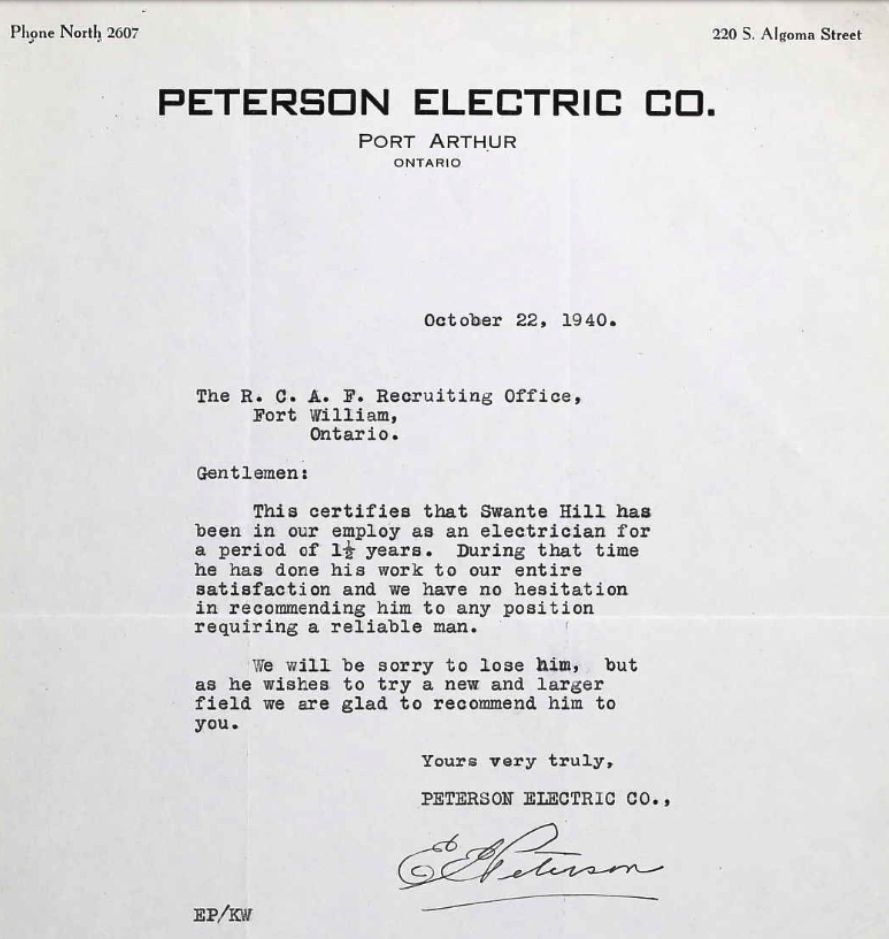 Phone North 2607
220 S. Algoma Street
PETERSON ELECTRIC CO.
PORT ARTHUR
ONTARIO
October 22, 1940.
The R. C. A. F. Recruiting Office,
Fort William,
Ontario.
Gentlemen:
This certifies that Swante Hill has
been in our employ as an electrician for
a period of 1½ years. During that time
he has done his work to our entire
satisfaction and we have no hesitation
in recommending him to any position
requiring a reliable man.
We will be sorry to lose him, but
as he wishes to try a new and larger
field we are glad to recommend him to
you.
Yours very truly,
PETERSON ELECTRIC CO.,
E Peterson
EP/KW